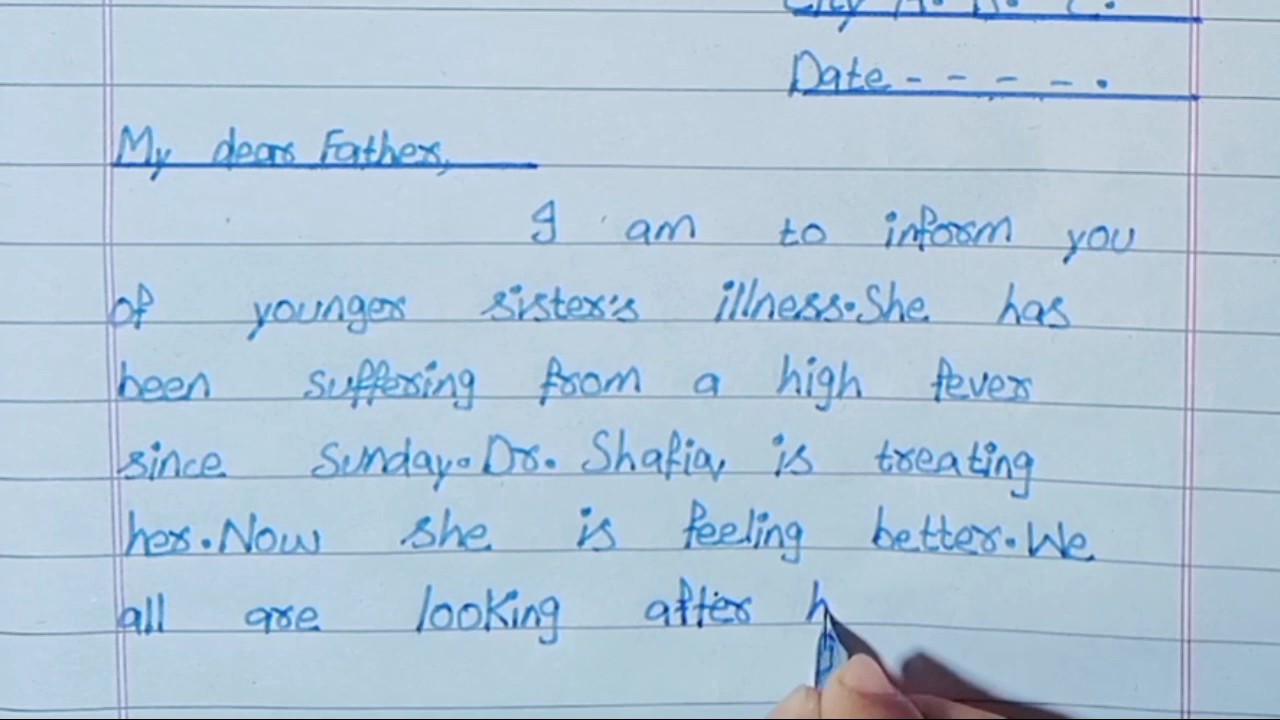 City A. B. C.
Date - - - - - .
My dear Father,
I am to inform you
of younger sister's illness. She has
been suffering from a high fever
since Sunday. Dr. Shafia, is treating
her. Now she is feeling better. We
all are looking after h